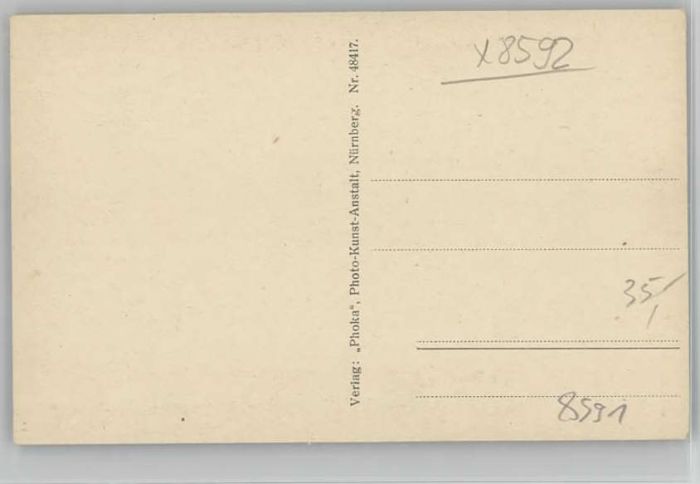 Verlag: „Phoka“, Photo-Kunst-Anstalt, Nürnberg. Nr. 48417.
x8592
35,
8591